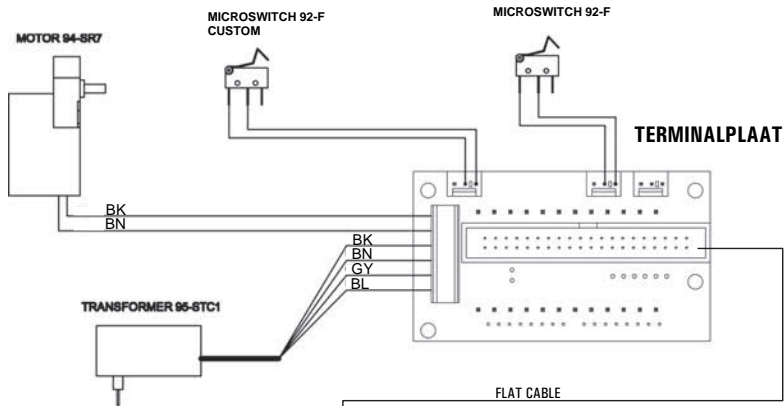 MICROSWITCH 92-F
CUSTOM
MICROSWITCH 92-F
MOTOR 94-SR7
TERMINALPLAAT
BK
BN
BK
BN
GY
BL
TRANSFORMER 95-STC1
FLAT CABLE